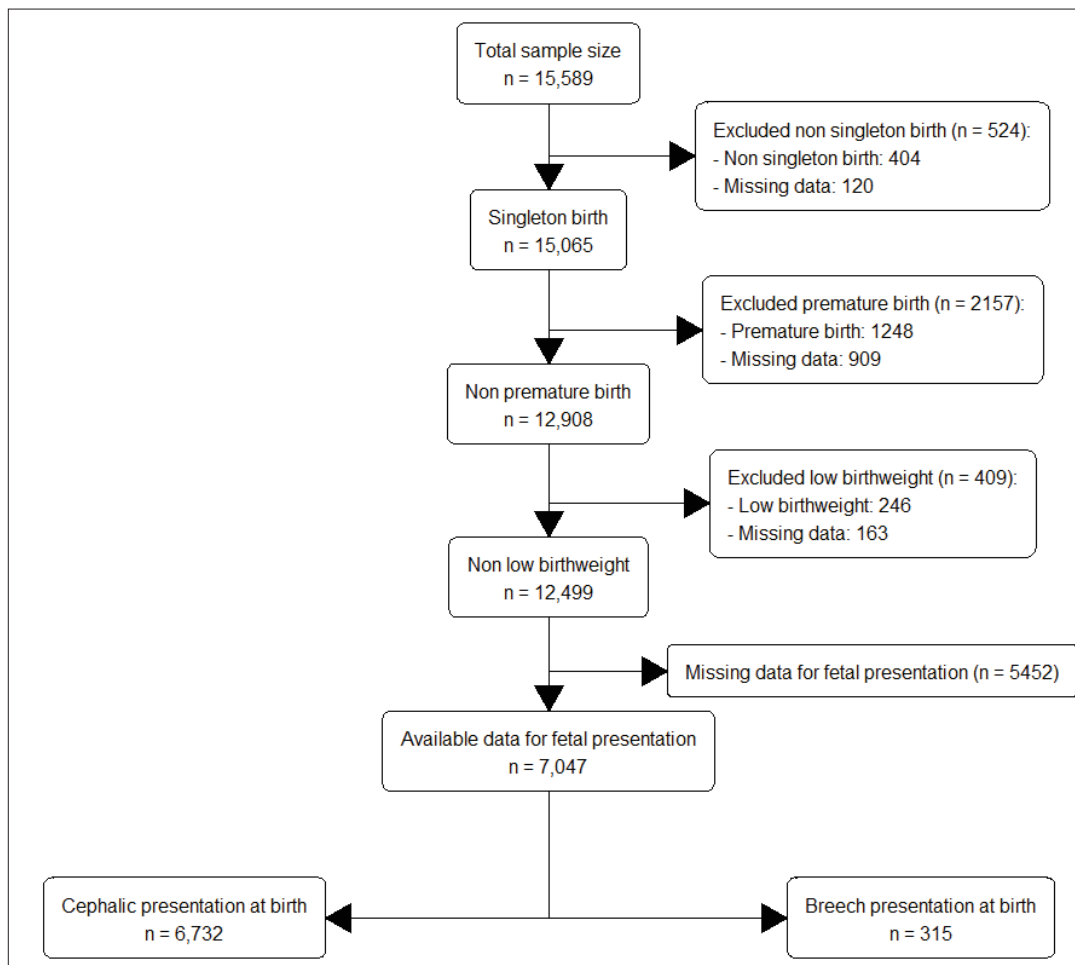 Total sample size
n = 15,589
Excluded non singleton birth (n = 524):
- Non singleton birth: 404
- Missing data: 120
Singleton birth
n = 15,065
Excluded premature birth (n = 2157):
- Premature birth: 1248
- Missing data: 909
Non premature birth
n = 12,908
Excluded low birthweight (n = 409):
- Low birthweight: 246
- Missing data: 163
Non low birthweight
n = 12,499
Missing data for fetal presentation (n = 5452)
Available data for fetal presentation
n = 7,047
Cephalic presentation at birth
n = 6,732
Breech presentation at birth
n = 315